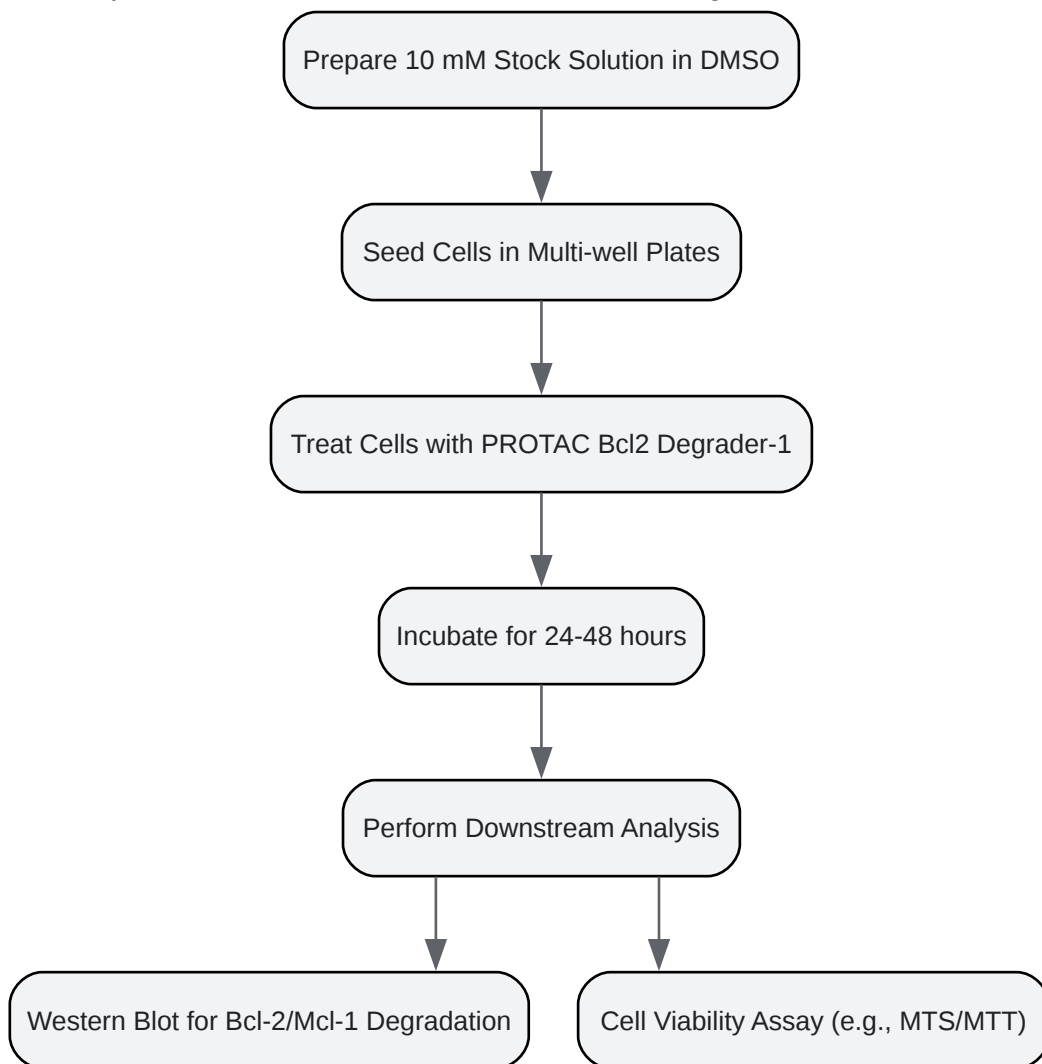 Prepare 10 mM Stock Solution in DMSO
Seed Cells in Multi-well Plates
Treat Cells with PROTAC Bcl2 Degrader-1
Incubate for 24-48 hours
Perform Downstream Analysis
Western Blot for Bcl-2/Mcl-1 Degradation
Cell Viability Assay (e.g., MTS/MTT)